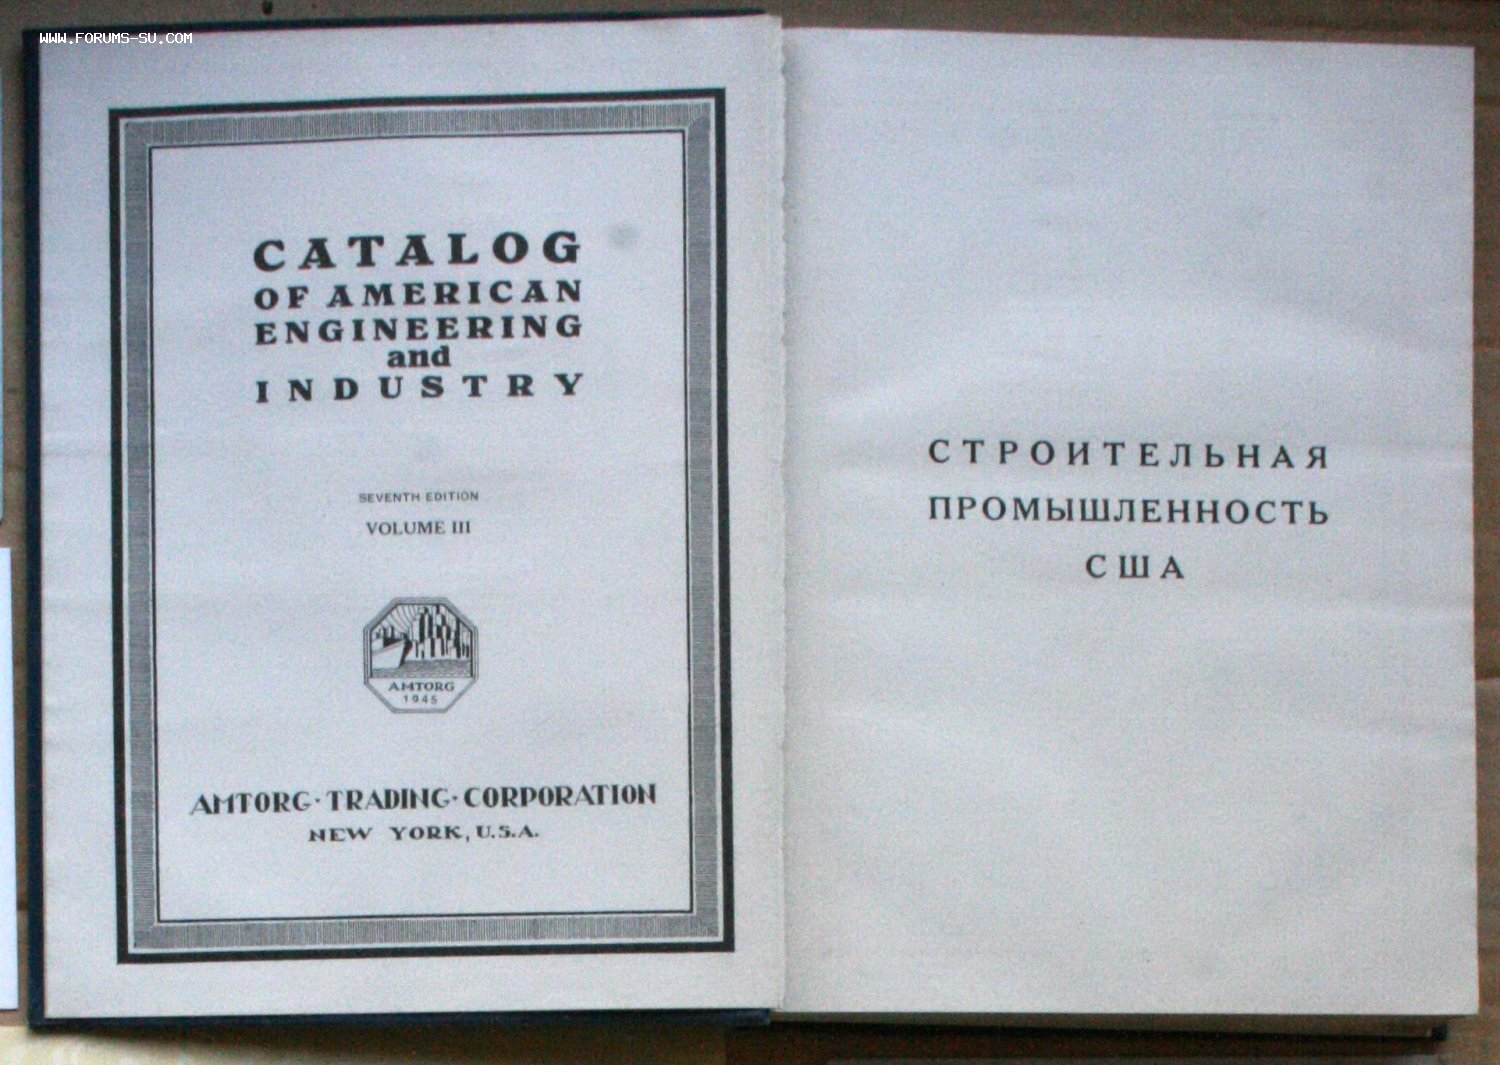 WWW.FORUMS-SU.COM
CATALOG
OF AMERICAN
ENGINEERING
and
INDUSTRY
SEVENTH EDITION
VOLUME III
AMTORG
1945
AMTORG·TRADING·CORPORATION
NEW YORK, U.S.A.
СТРОИТЕЛЬНАЯ
ПРОМЫШЛЕННОСТЬ
США